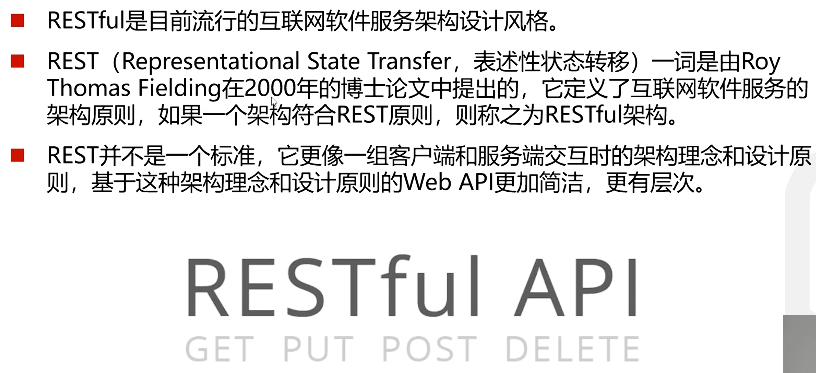 RESTful是目前流行的互联网软件服务架构设计风格。
REST（Representational State Transfer，表述性状态转移）一词是由Roy
Thomas Fielding在2000年的博士论文中提出的，它定义了互联网软件服务的
架构原则，如果一个架构符合REST原则，则称之为RESTful架构。
REST并不是一个标准，它更像一组客户端和服务端交互时的架构理念和设计原
则，基于这种架构理念和设计原则的Web API更加简洁，更有层次。
RESTful API
GET PUT POST DELETE